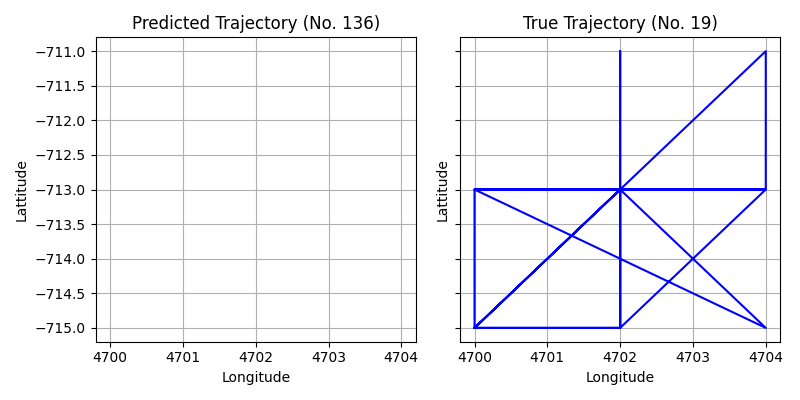 Predicted Trajectory (No. 136)
Lattitude
−711.0
−711.5
−712.0
−712.5
−713.0
−713.5
−714.0
−714.5
−715.0
4700 4701 4702 4703 4704
Longitude
True Trajectory (No. 19)
Lattitude
4700 4701 4702 4703 4704
Longitude